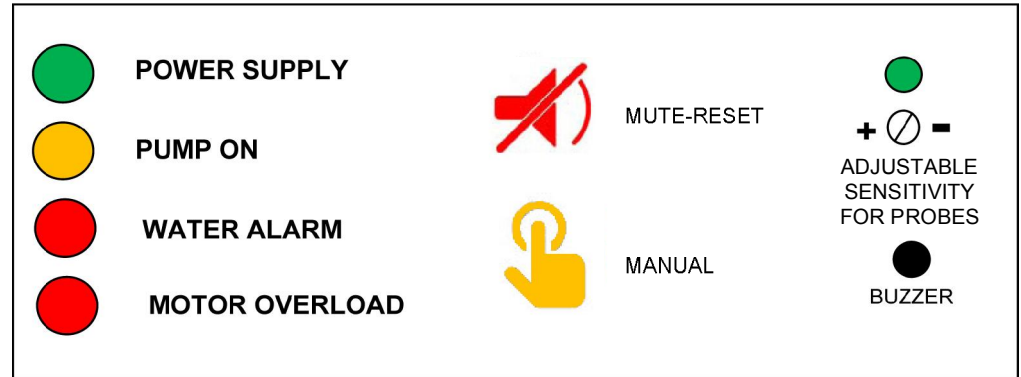 POWER SUPPLY
PUMP ON
WATER ALARM
MOTOR OVERLOAD
MUTE-RESET
MANUAL
+ -
ADJUSTABLE
SENSITIVITY
FOR PROBES
BUZZER